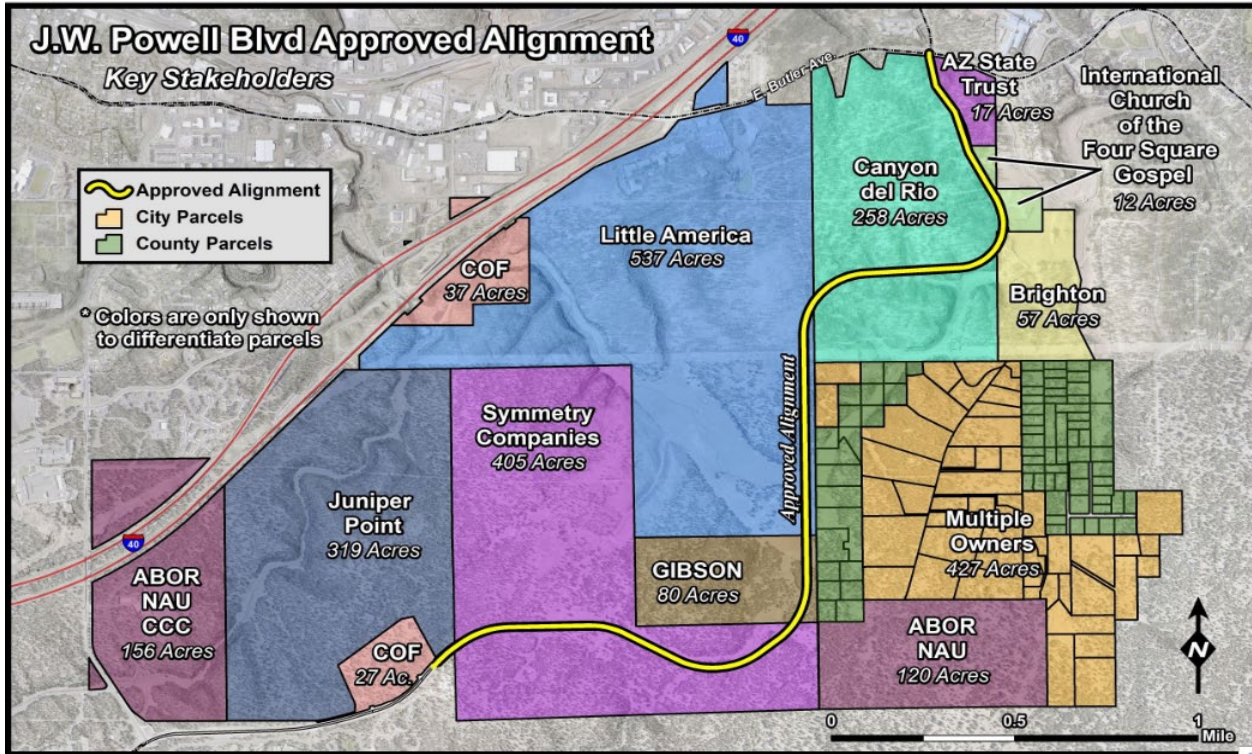 J.W. Powell Blvd Approved Alignment
Key Stakeholders
40
E. Butler Ave.
AZ State
Trust
17 Acres
International
Church
of the
Four Square
Gospel
12 Acres
Approved Alignment
City Parcels
County Parcels
* Colors are only shown
to differentiate parcels
COF
37 Acres
Little America
537 Acres
Canyon
del Rio
258 Acres
Brighton
57 Acres
Symmetry
Companies
405 Acres
Approved Alignment
Juniper
Point
319 Acres
40
ABOR
NAU
CCC
156 Acres
GIBSON
80 Acres
Multiple
Owners
427 Acres
COF
27 Ac.
ABOR
NAU
120 Acres
N
0 0.5 1
Mile